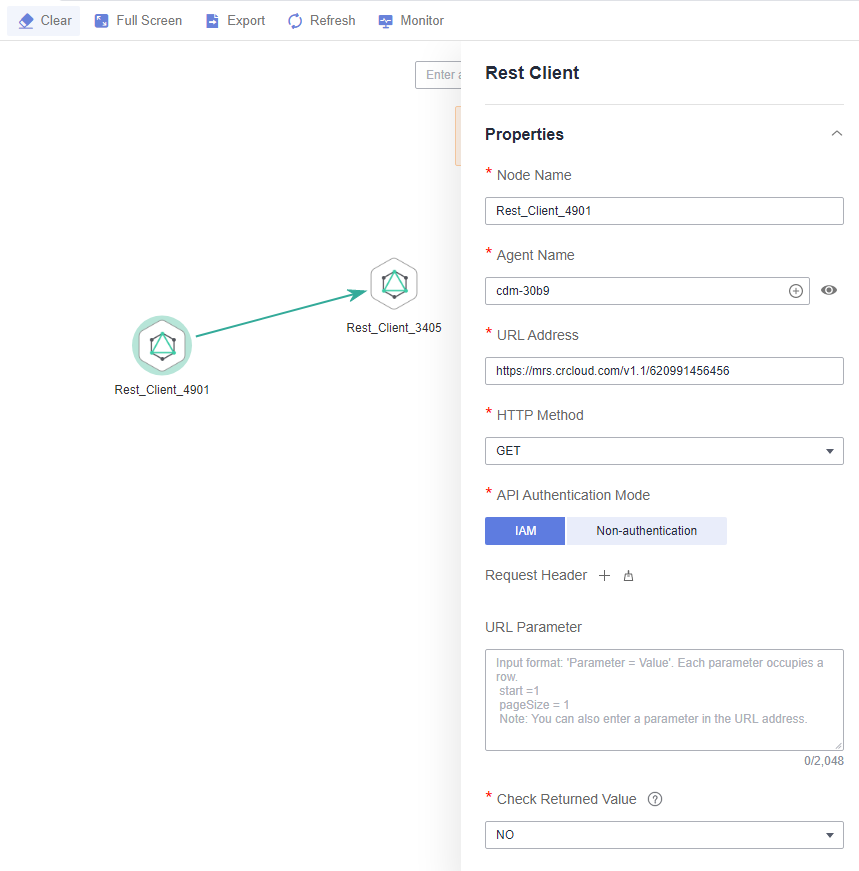 Clear
Full Screen
Export
Refresh
Monitor
Enter a
Rest_Client_3405
Rest_Client_4901
Rest Client
Properties
* Node Name
Rest_Client_4901
* Agent Name
cdm-30b9
* URL Address
https://mrs.crcloud.com/v1.1/620991456456
* HTTP Method
GET
* API Authentication Mode
IAM
Non-authentication
Request Header
URL Parameter
Input format: 'Parameter = Value'. Each parameter occupies a
row.
start =1
pageSize = 1
Note: You can also enter a parameter in the URL address.
0/2,048
* Check Returned Value
NO